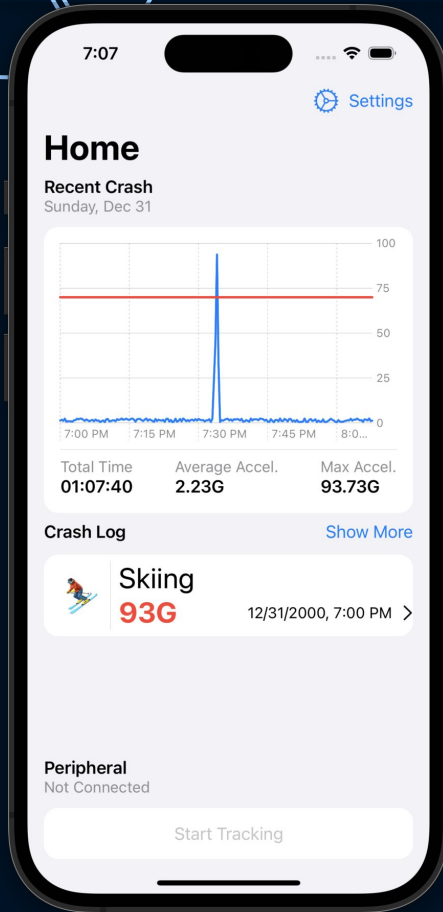 7:07
Settings
Home
Recent Crash
Sunday, Dec 31
100
75
50
25
0
7:00 PM 7:15 PM 7:30 PM 7:45 PM 8:0...
Total Time Average Accel. Max Accel.
01:07:40 2.23G 93.73G
Crash Log Show More
Skiing
93G 12/31/2000, 7:00 PM
Peripheral
Not Connected
Start Tracking